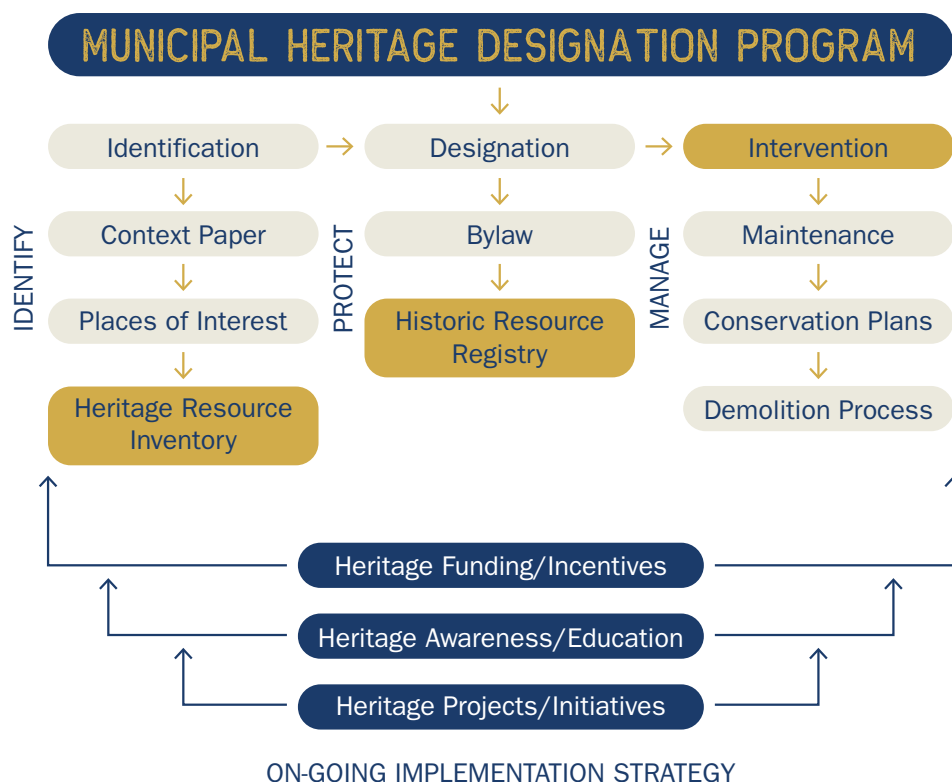 MUNICIPAL HERITAGE DESIGNATION PROGRAM
Identification
Designation
Intervention
IDENTIFY
Context Paper
Places of Interest
Heritage Resource
Inventory
PROTECT
Bylaw
Historic Resource
Registry
MANAGE
Maintenance
Conservation Plans
Demolition Process
Heritage Funding/Incentives
Heritage Awareness/Education
Heritage Projects/Initiatives
ON-GOING IMPLEMENTATION STRATEGY